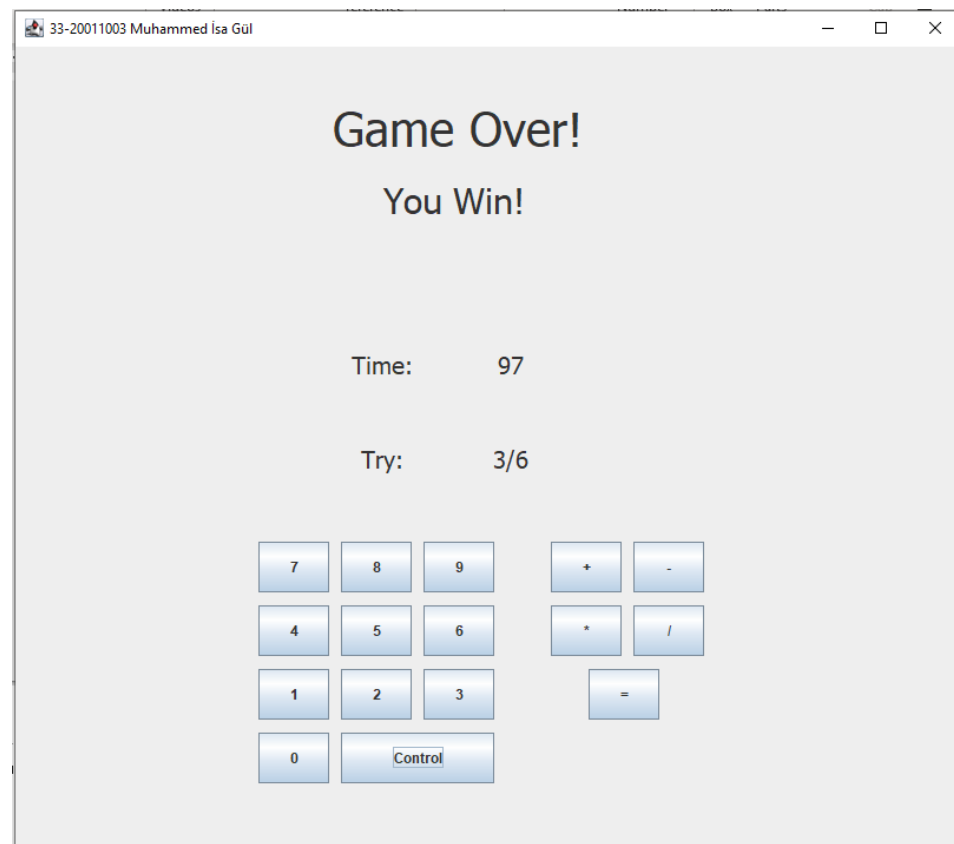 33-20011003 Muhammed İsa Gül
Game Over!
You Win!
Time: 97
Try: 3/6
7 8 9 + -
4 5 6 * /
1 2 3 =
0 Control